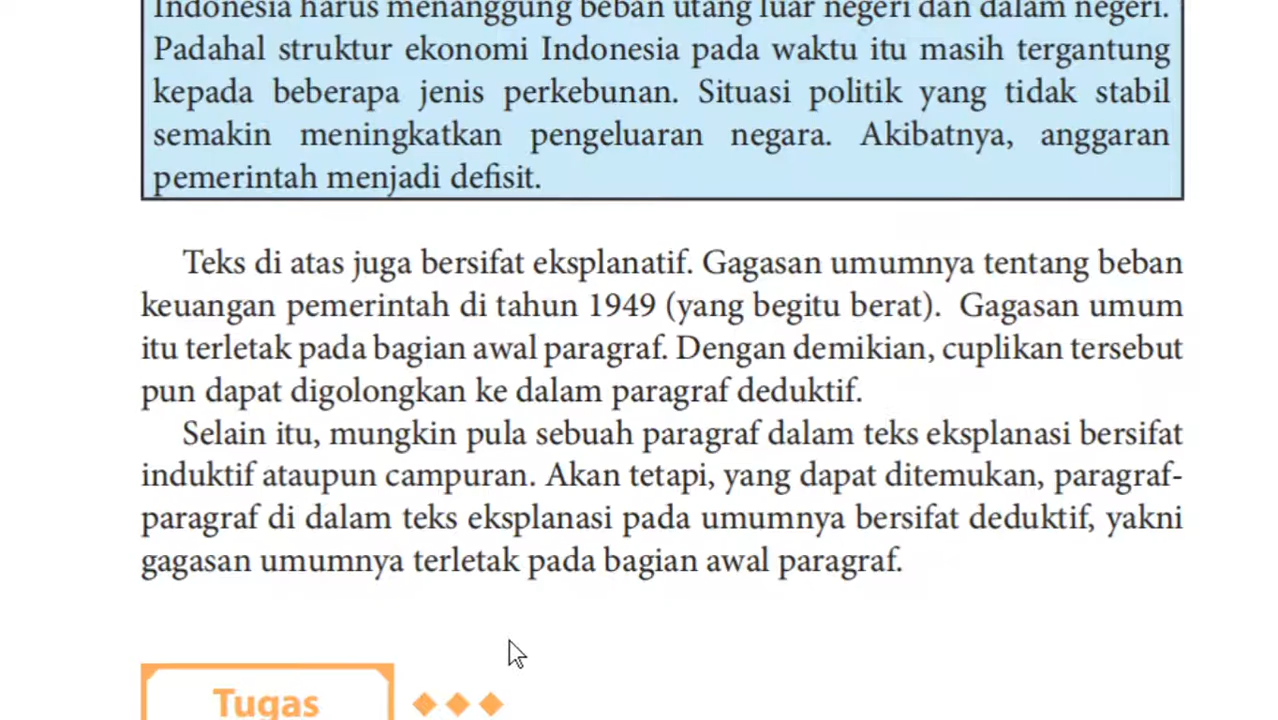 Indonesia harus menanggung beban utang luar negeri dan dalam negeri.
Padahal struktur ekonomi Indonesia pada waktu itu masih tergantung
kepada beberapa jenis perkebunan. Situasi politik yang tidak stabil
semakin meningkatkan pengeluaran negara. Akibatnya, anggaran
pemerintah menjadi defisit.
Teks di atas juga bersifat eksplanatif. Gagasan umumnya tentang beban
keuangan pemerintah di tahun 1949 (yang begitu berat). Gagasan umum
itu terletak pada bagian awal paragraf. Dengan demikian, cuplikan tersebut
pun dapat digolongkan ke dalam paragraf deduktif.
Selain itu, mungkin pula sebuah paragraf dalam teks eksplanasi bersifat
induktif ataupun campuran. Akan tetapi, yang dapat ditemukan, paragraf-
paragraf di dalam teks eksplanasi pada umumnya bersifat deduktif, yakni
gagasan umumnya terletak pada bagian awal paragraf.
Tugas